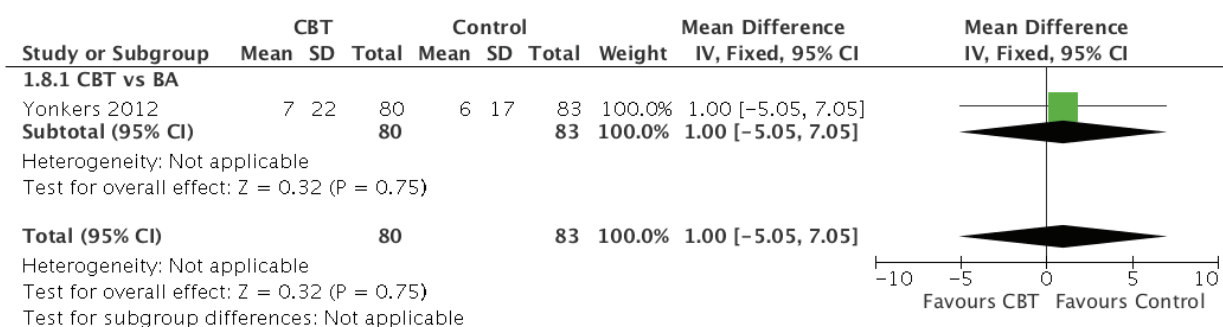 CBT Control Mean Difference Mean Difference
Study or Subgroup Mean SD Total Mean SD Total Weight IV, Fixed, 95% CI IV, Fixed, 95% CI
1.8.1 CBT vs BA
Yonkers 2012 7 22 80 6 17 83 100.0% 1.00 [-5.05, 7.05]
Subtotal (95% CI) 80 83 100.0% 1.00 [-5.05, 7.05]
Heterogeneity: Not applicable
Test for overall effect: Z = 0.32 (P = 0.75)
Total (95% CI) 80 83 100.0% 1.00 [-5.05, 7.05]
Heterogeneity: Not applicable
Test for overall effect: Z = 0.32 (P = 0.75)
Test for subgroup differences: Not applicable
-10 -5 0 5 10
Favours CBT Favours Control